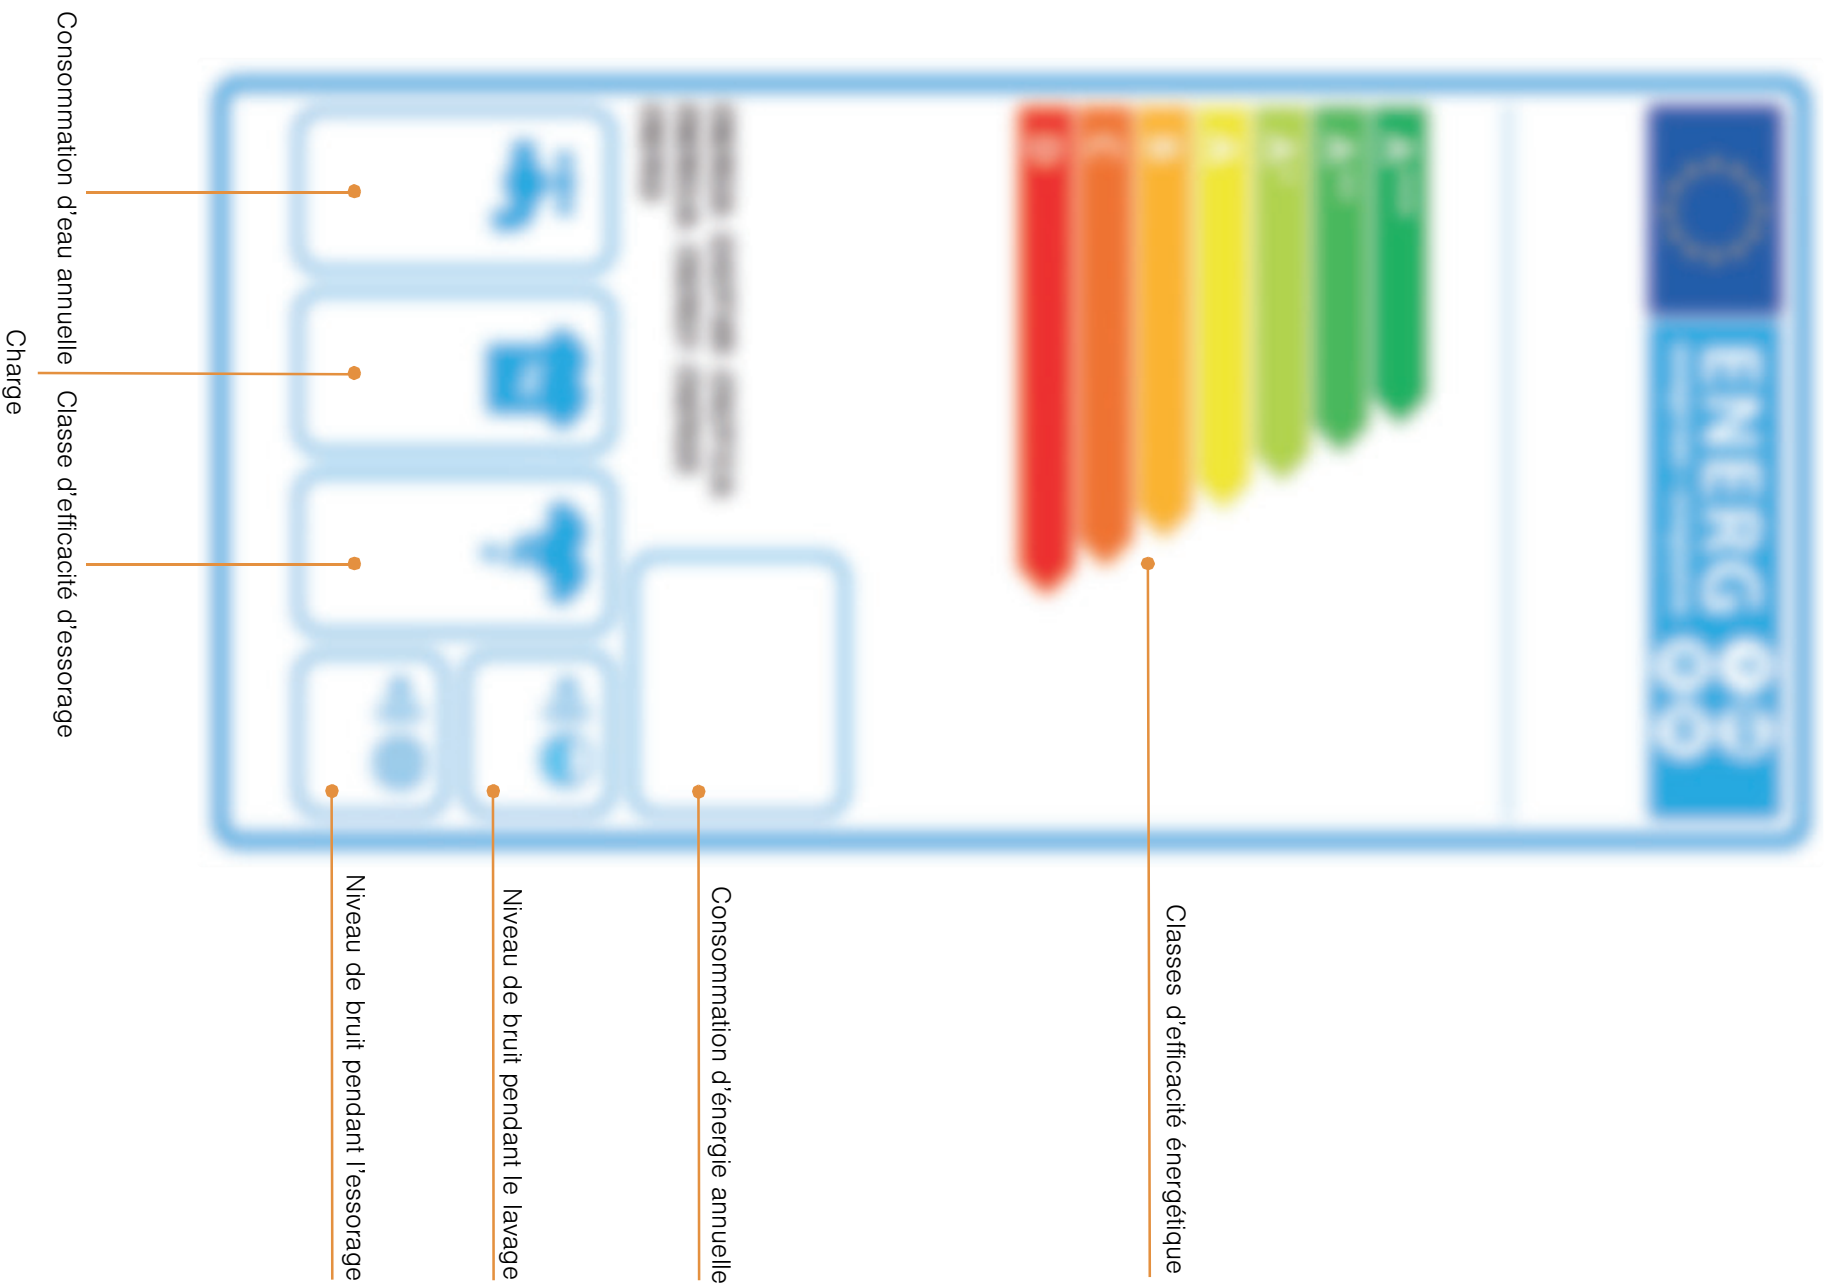 ENERG
A
B
C
D
Classes d'efficacité énergétique
Consommation d'énergie annuelle
Niveau de bruit pendant le lavage
Niveau de bruit pendant l'essorage
Consommation d'eau annuelle
Classe d'efficacité d'essorage
Charge